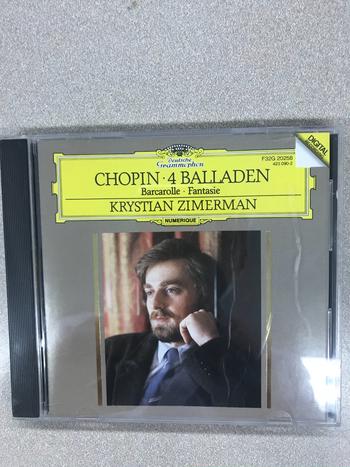 Deutsche
Grammophon
F32G 20258
423 090-2
DIGITAL
CHOPIN · 4 BALLADEN
Barcarolle · Fantasie
KRYSTIAN ZIMERMAN
NUMERIQUE